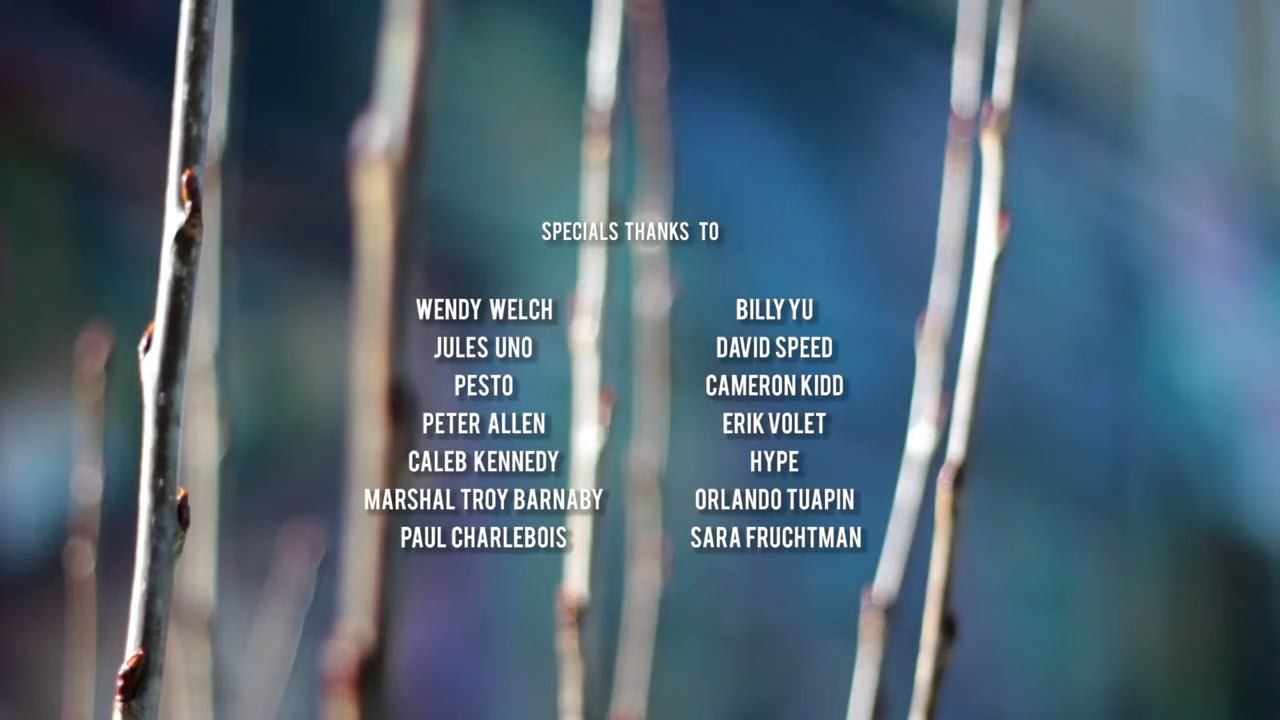 SPECIALS THANKS TO
WENDY WELCH
JULES UNO
PESTO
PETER ALLEN
CALEB KENNEDY
MARSHAL TROY BARNABY
PAUL CHARLEBOIS
BILLY YU
DAVID SPEED
CAMERON KIDD
ERIK VOLET
HYPE
ORLANDO TUAPIN
SARA FRUCHTMAN